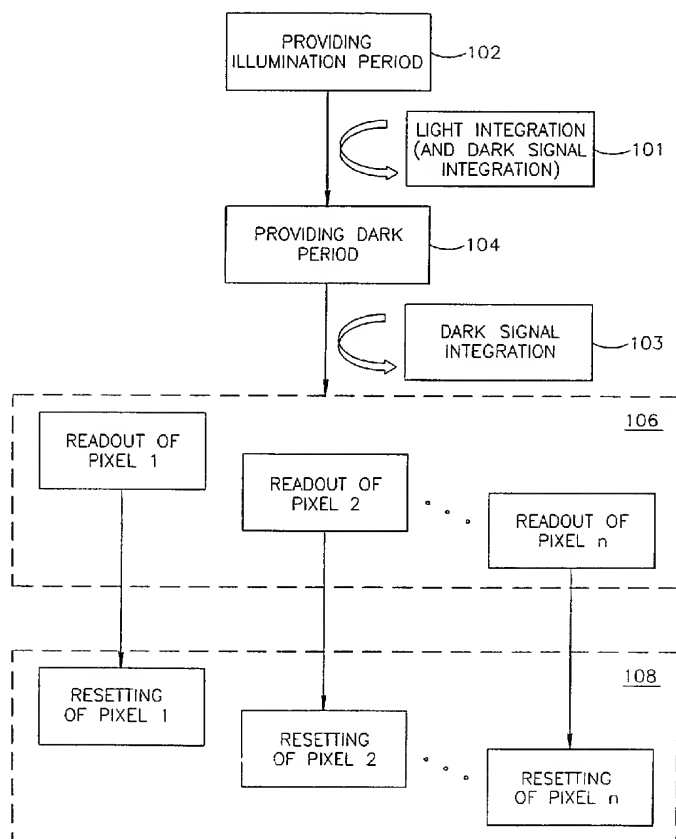 PROVIDING
ILLUMINATION PERIOD
102
LIGHT INTEGRATION
(AND DARK SIGNAL
INTEGRATION)
101
PROVIDING DARK
PERIOD
104
DARK SIGNAL
INTEGRATION
103
106
READOUT OF
PIXEL 1
READOUT OF
PIXEL 2
READOUT OF
PIXEL n
108
RESETTING
OF PIXEL 1
RESETTING
OF PIXEL 2
RESETTING
OF PIXEL n